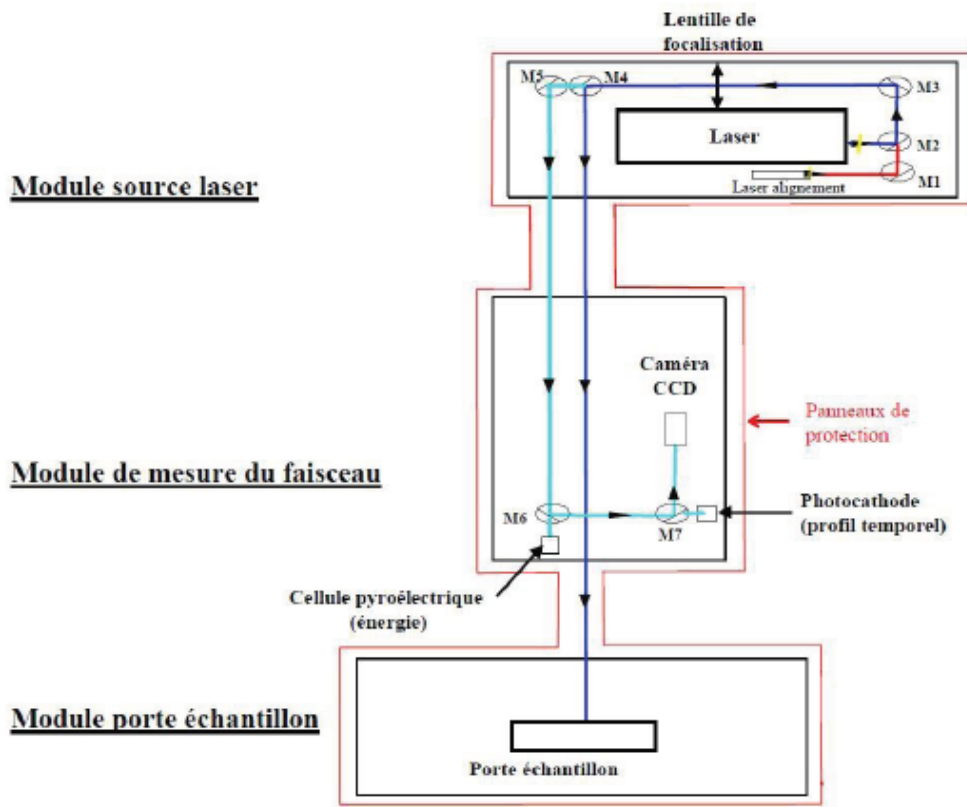 Lentille de
focalisation
M5
M4
M3
Laser
M2
Module source laser
Laser alignement
M1
Caméra
CCD
Panneaux de
protection
Module de mesure du faisceau
Photocathode
(profil temporel)
M6
M7
Cellule pyroélectrique
(énergie)
Module porte échantillon
Porte échantillon